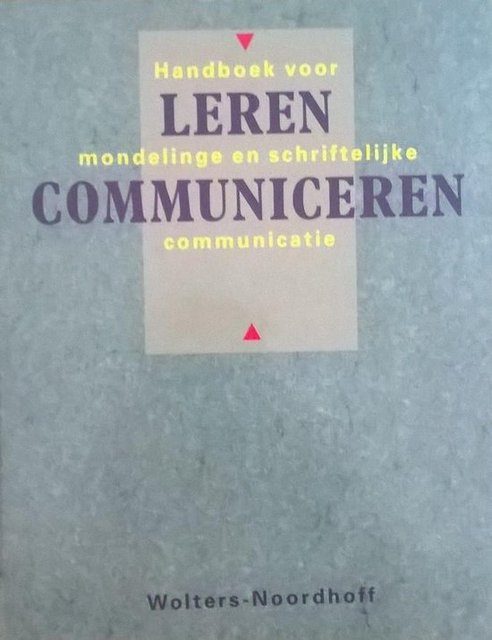 Handboek voor
LEREN
mondelinge en schriftelijke
COMMUNICEREN
communicatie
Wolters-Noordhoff